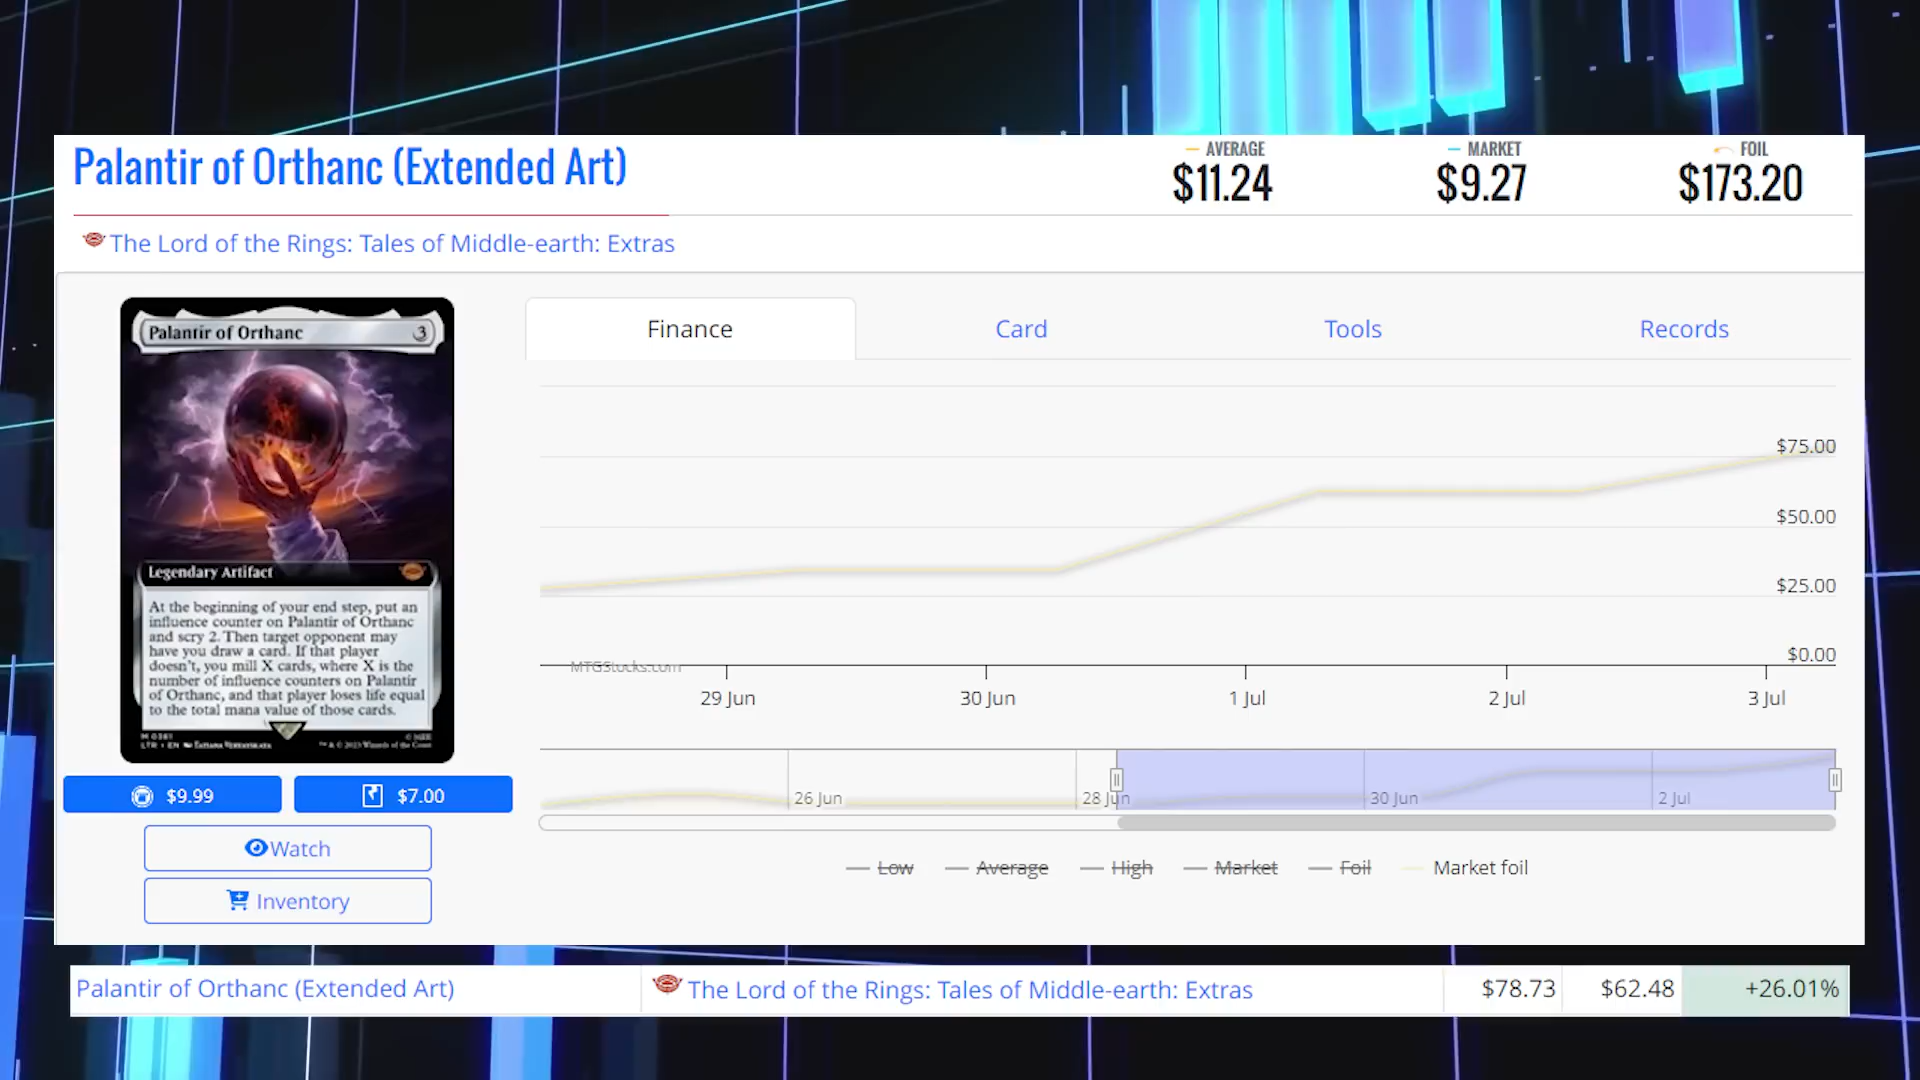 Palantir of Orthanc (Extended Art)
AVERAGE
$11.24
MARKET
$9.27
FOIL
$173.20
The Lord of the Rings: Tales of Middle-earth: Extras
Palantír of Orthanc 3
Legendary Artifact
At the beginning of your end step, put an
influence counter on Palantír of Orthanc
and scry 2. Then target opponent may
have you draw a card. If that player
doesn't, you mill X cards, where X is the
number of influence counters on Palantír
of Orthanc, and that player loses life equal
to the total mana value of those cards.
$9.99
$7.00
Watch
Inventory
Finance
Card
Tools
Records
$75.00
$50.00
$25.00
$0.00
MTGStocks.com
29 Jun
30 Jun
1 Jul
2 Jul
3 Jul
26 Jun
28 Jun
30 Jun
2 Jul
Low
Average
High
Market
Foil
Market foil
Palantir of Orthanc (Extended Art)
The Lord of the Rings: Tales of Middle-earth: Extras
$78.73
$62.48
+26.01%